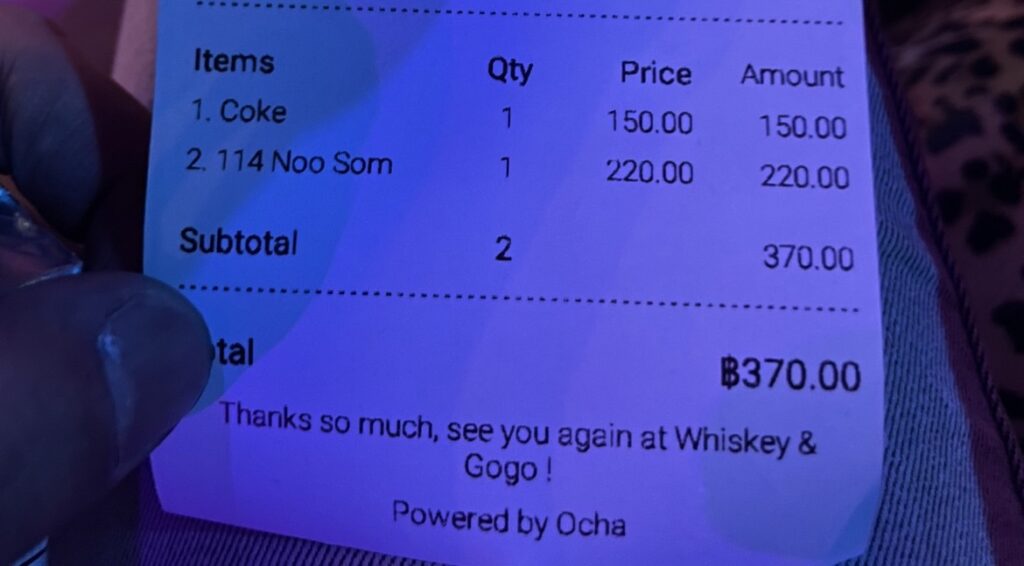 Items Qty Price Amount
1. Coke 1 150.00 150.00
2. 114 Noo Som 1 220.00 220.00
Subtotal 2 370.00
tal ฿370.00
Thanks so much, see you again at Whiskey &
Gogo !
Powered by Ocha